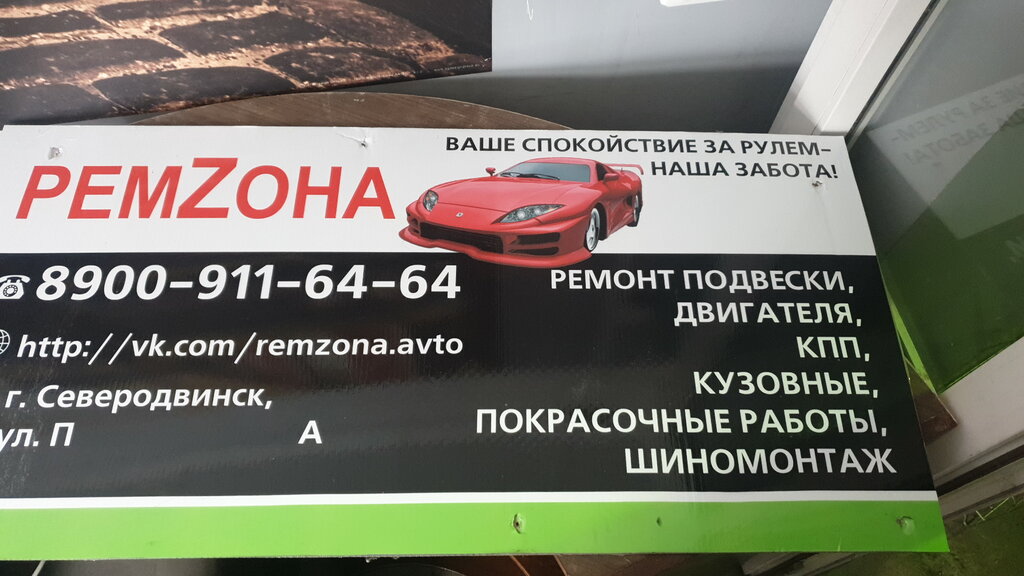 ВАШЕ СПОКОЙСТВИЕ ЗА РУЛЕМ–
НАША ЗАБОТА!
РЕМZОНА
8900–911–64–64
http://vk.com/remzona.avto
г. Северодвинск,
ул. П А
РЕМОНТ ПОДВЕСКИ,
ДВИГАТЕЛЯ,
КПП,
КУЗОВНЫЕ,
ПОКРАСОЧНЫЕ РАБОТЫ,
ШИНОМОНТАЖ